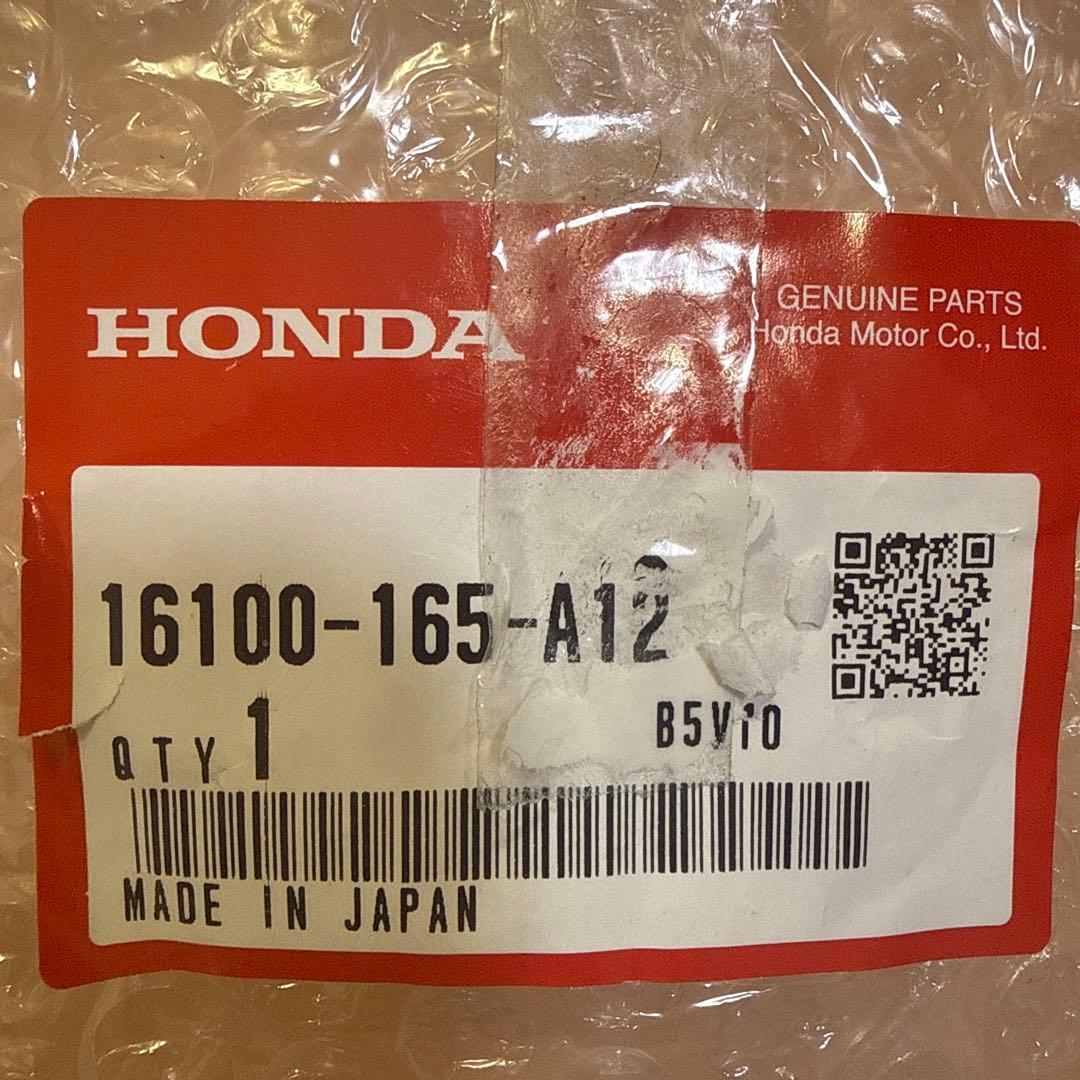 HONDA
GENUINE PARTS
Honda Motor Co., Ltd.
16100-165-A12
B5V10
QTY 1
MADE IN JAPAN